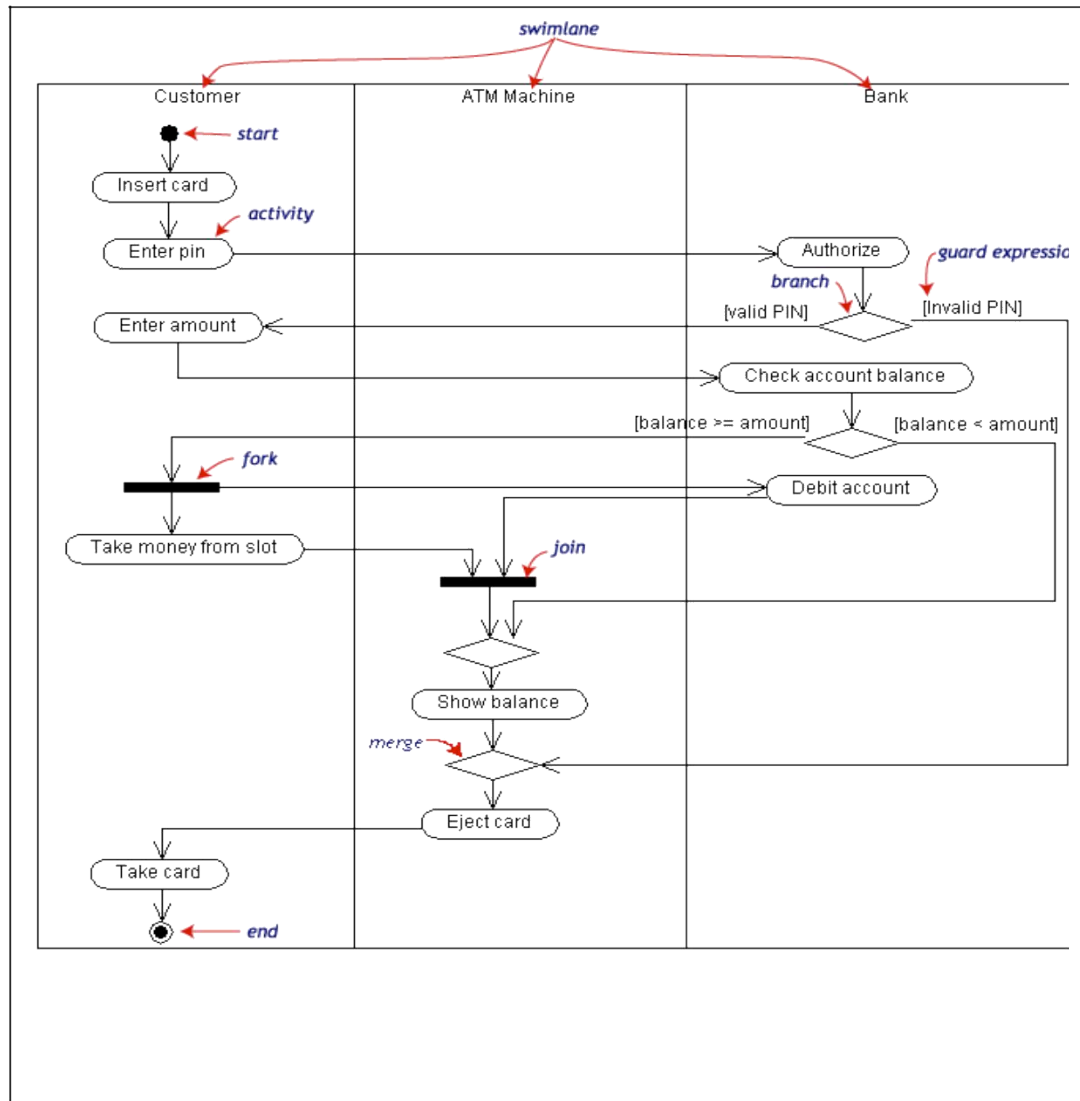 swimlane
Customer
ATM Machine
Bank
start
Insert card
activity
Enter pin
Authorize
guard expressio
branch
Enter amount
[valid PIN]
[Invalid PIN]
Check account balance
[balance >= amount]
[balance < amount]
fork
Debit account
Take money from slot
join
Show balance
merge
Eject card
Take card
end